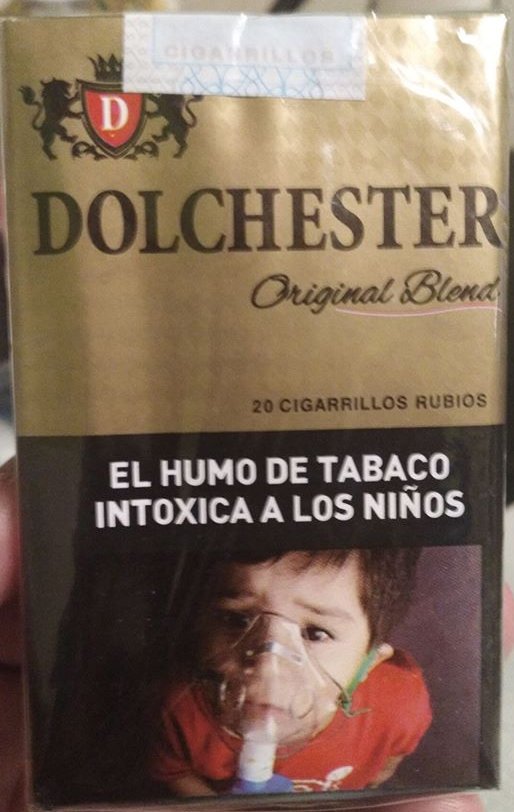 CIGARRILLOS
D
DOLCHESTER
Original Blend
20 CIGARRILLOS RUBIOS
EL HUMO DE TABACO
INTOXICA A LOS NIÑOS